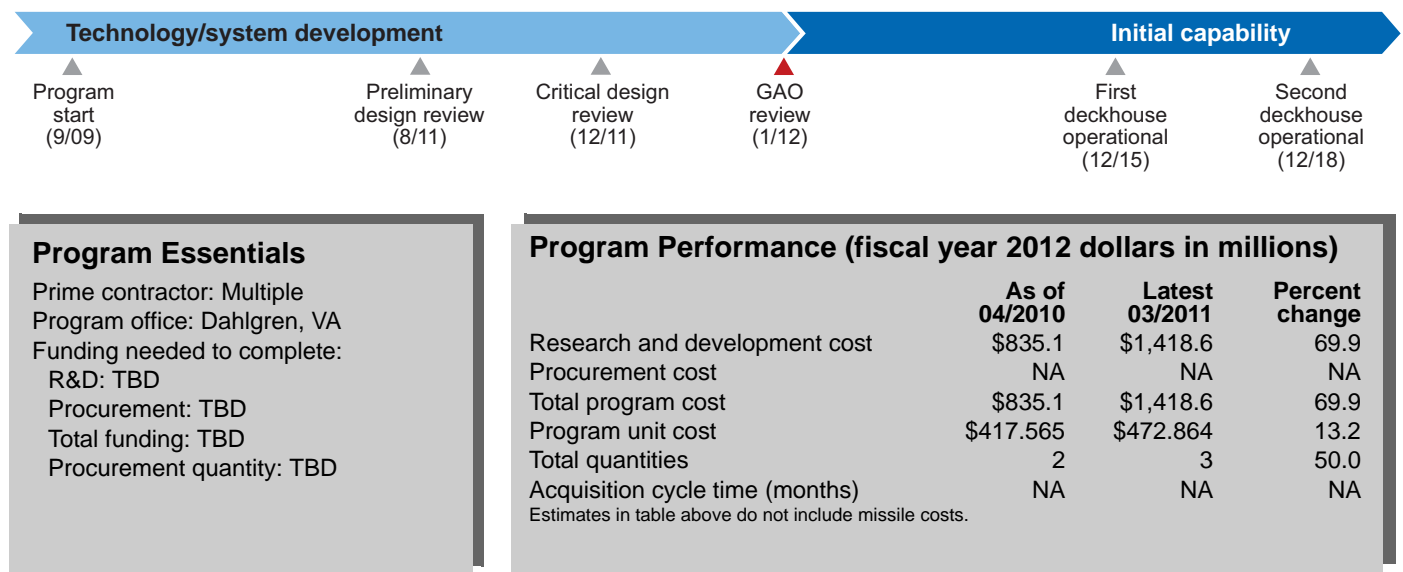 Technology/system development
Initial capability
Program
start
(9/09)
Preliminary
design review
(8/11)
Critical design
review
(12/11)
GAO
review
(1/12)
First
deckhouse
operational
(12/15)
Second
deckhouse
operational
(12/18)
Program Essentials
Prime contractor: Multiple
Program office: Dahlgren, VA
Funding needed to complete:
R&D: TBD
Procurement: TBD
Total funding: TBD
Procurement quantity: TBD
Program Performance (fiscal year 2012 dollars in millions)
As of Latest Percent
04/2010 03/2011 change
Research and development cost $835.1 $1,418.6 69.9
Procurement cost NA NA NA
Total program cost $835.1 $1,418.6 69.9
Program unit cost $417.565 $472.864 13.2
Total quantities 2 3 50.0
Acquisition cycle time (months) NA NA NA
Estimates in table above do not include missile costs.